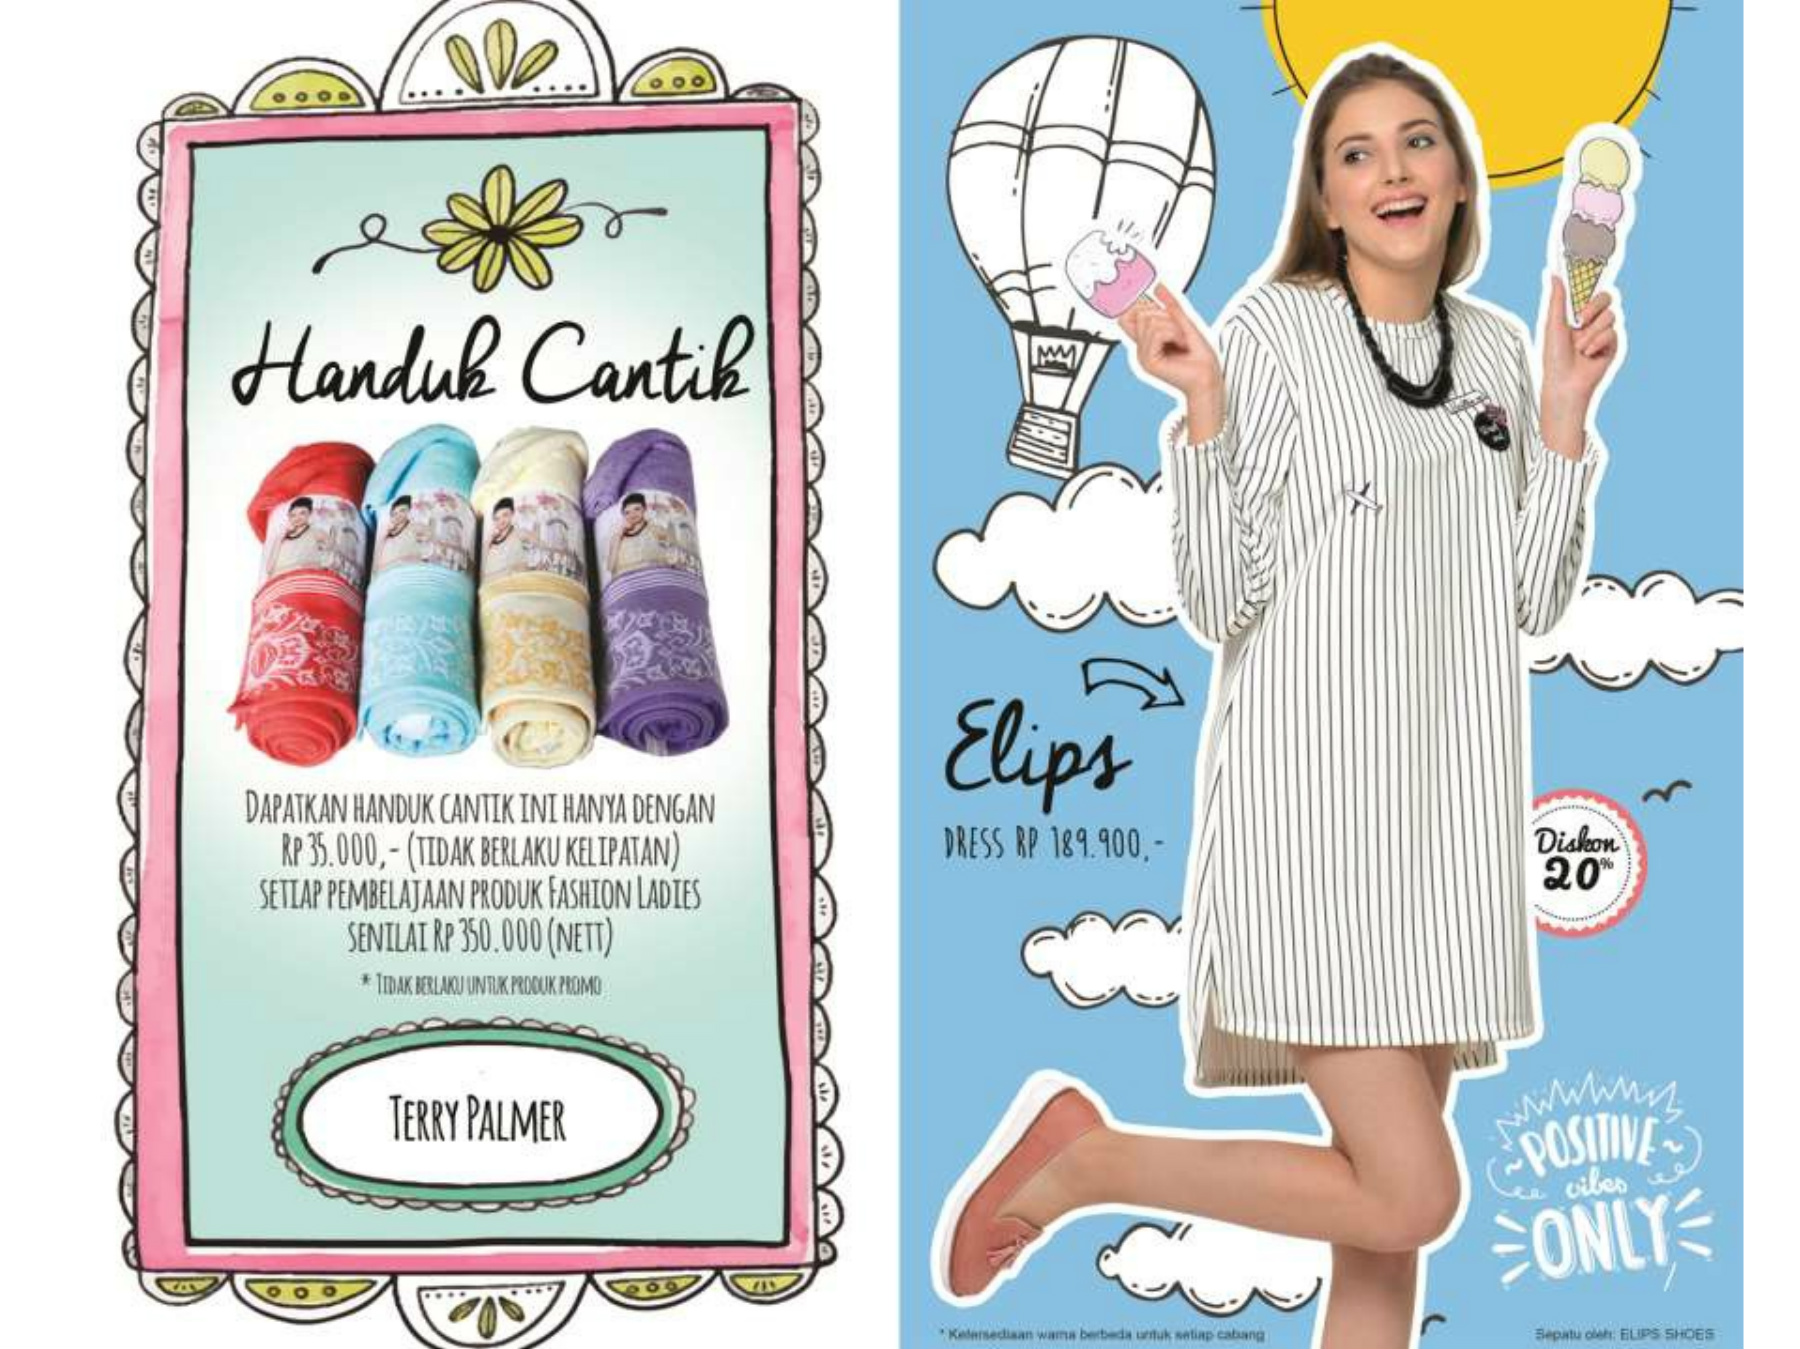 Handuk Cantik
DAPATKAN HANDUK CANTIK INI HANYA DENGAN
RP 35.000,- (TIDAK BERLAKU KELIPATAN)
SETIAP PEMBELAJAAN PRODUK FASHION LADIES
SENILAI RP 350.000 (NETT)
* TIDAK BERLAKU UNTUK PRODUK PROMO
TERRY PALMER
Elips
DRESS RP 189.900,-
Diskon
20%
POSITIVE
vibes
ONLY
* Ketersediaan warna berbeda untuk setiap cabang
Sepatu oleh: ELIPS SHOES